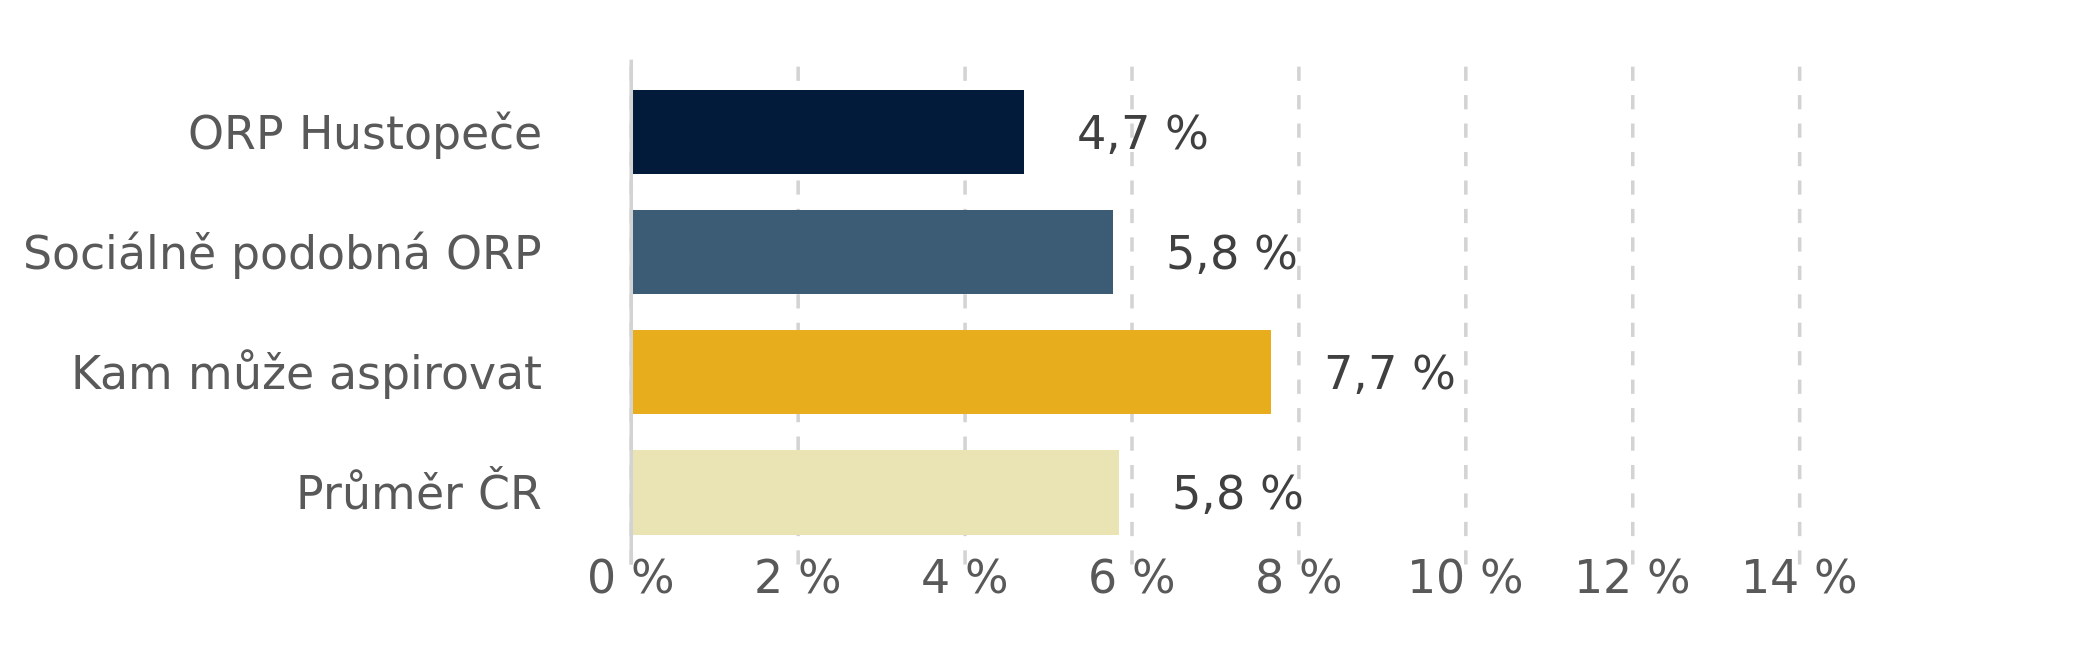 ORP Hustopeče 4,7 %
Sociálně podobná ORP 5,8 %
Kam může aspirovat 7,7 %
Průměr ČR 5,8 %
0 % 2 % 4 % 6 % 8 % 10 % 12 % 14 %